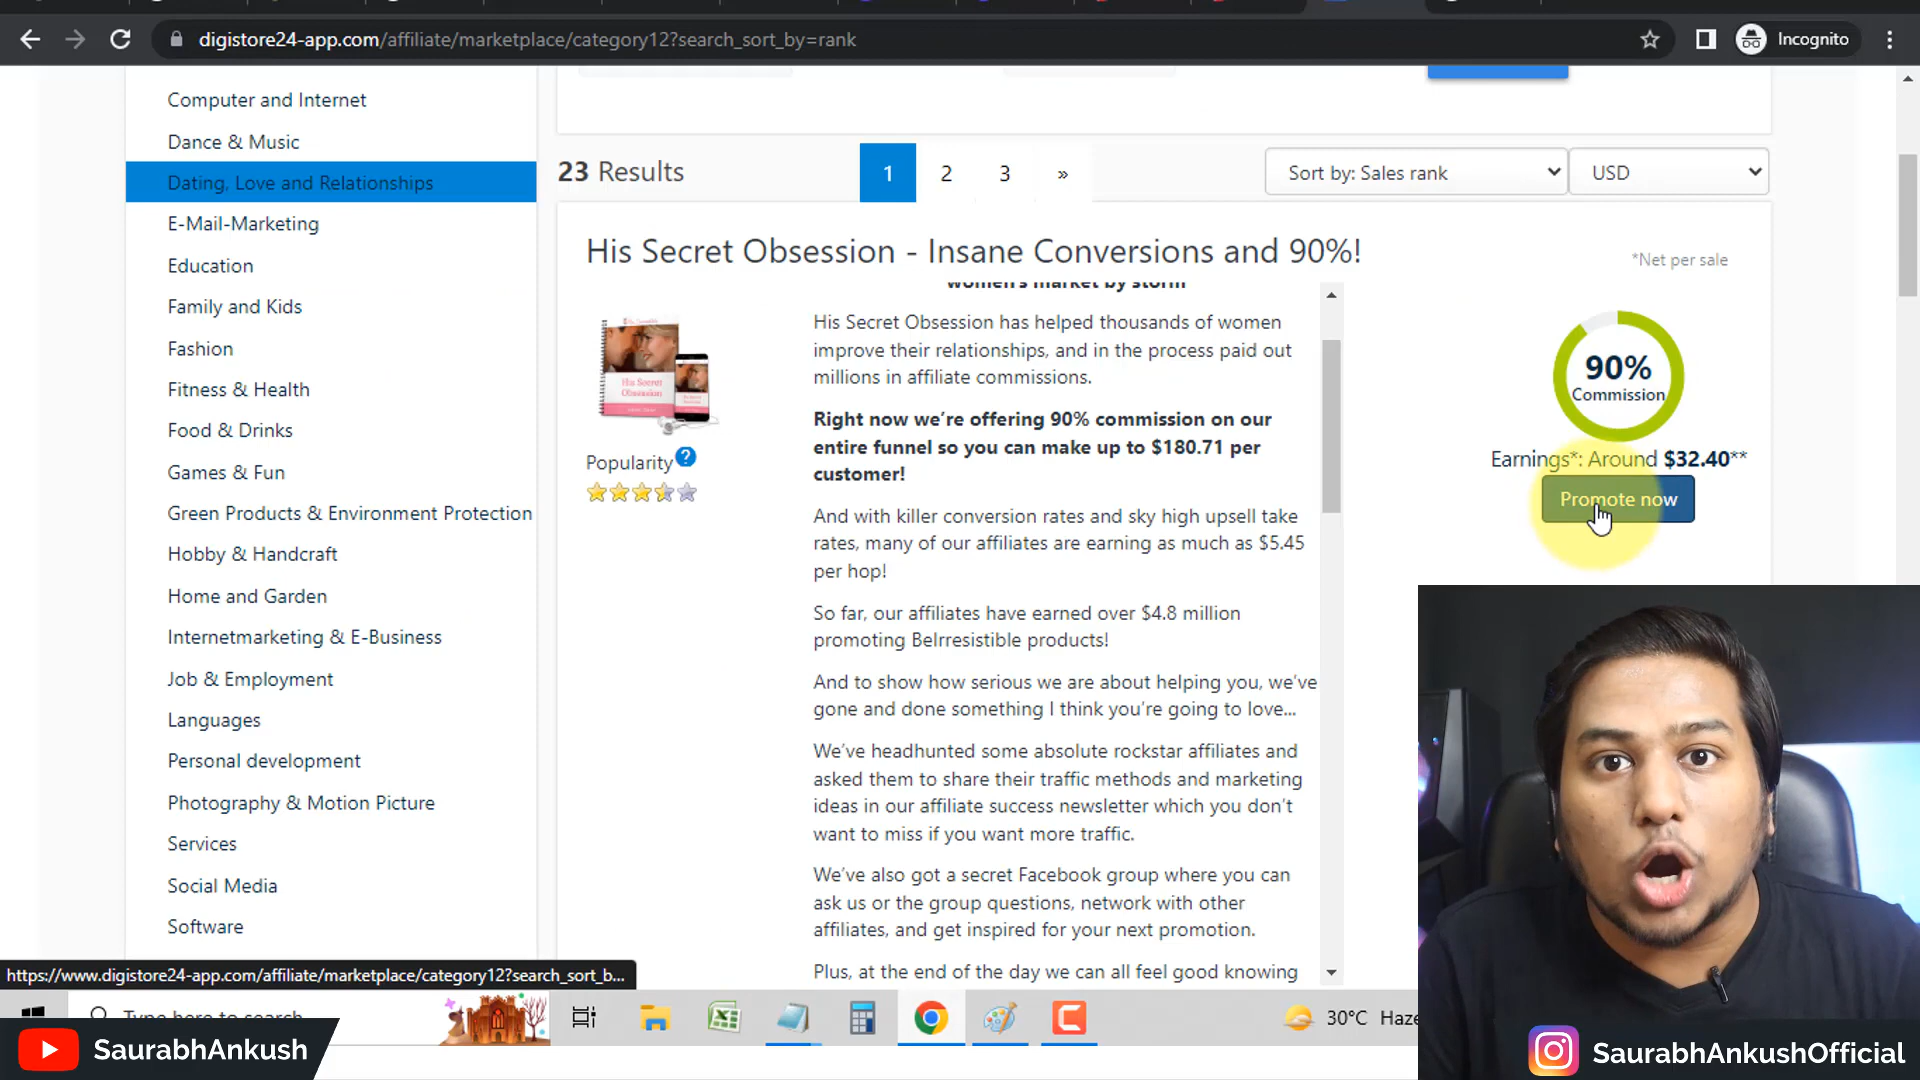 digistore24-app.com/affiliate/marketplace/category12?search_sort_by=rank
Incognito
Computer and Internet
Dance & Music
Dating, Love and Relationships
E-Mail-Marketing
Education
Family and Kids
Fashion
Fitness & Health
Food & Drinks
Games & Fun
Green Products & Environment Protection
Hobby & Handcraft
Home and Garden
Internetmarketing & E-Business
Job & Employment
Languages
Personal development
Photography & Motion Picture
Services
Social Media
Software
23 Results
1 2 3 »
Sort by: Sales rank
USD
His Secret Obsession - Insane Conversions and 90%!
*Net per sale
His Secret
Obsession
Popularity ?
women's market by storm
His Secret Obsession has helped thousands of women
improve their relationships, and in the process paid out
millions in affiliate commissions.
Right now we're offering 90% commission on our
entire funnel so you can make up to $180.71 per
customer!
And with killer conversion rates and sky high upsell take
rates, many of our affiliates are earning as much as $5.45
per hop!
So far, our affiliates have earned over $4.8 million
promoting BeIrresistible products!
And to show how serious we are about helping you, we've
gone and done something I think you're going to love...
We've headhunted some absolute rockstar affiliates and
asked them to share their traffic methods and marketing
ideas in our affiliate success newsletter which you don't
want to miss if you want more traffic.
We've also got a secret Facebook group where you can
ask us or the group questions, network with other
affiliates, and get inspired for your next promotion.
Plus, at the end of the day we can all feel good knowing
90%
Commission
Earnings*: Around $32.40**
Promote now
https://www.digistore24-app.com/affiliate/marketplace/category12?search_sort_b...
Type here to search
30°C Haze
SaurabhAnkush
SaurabhAnkushOfficial